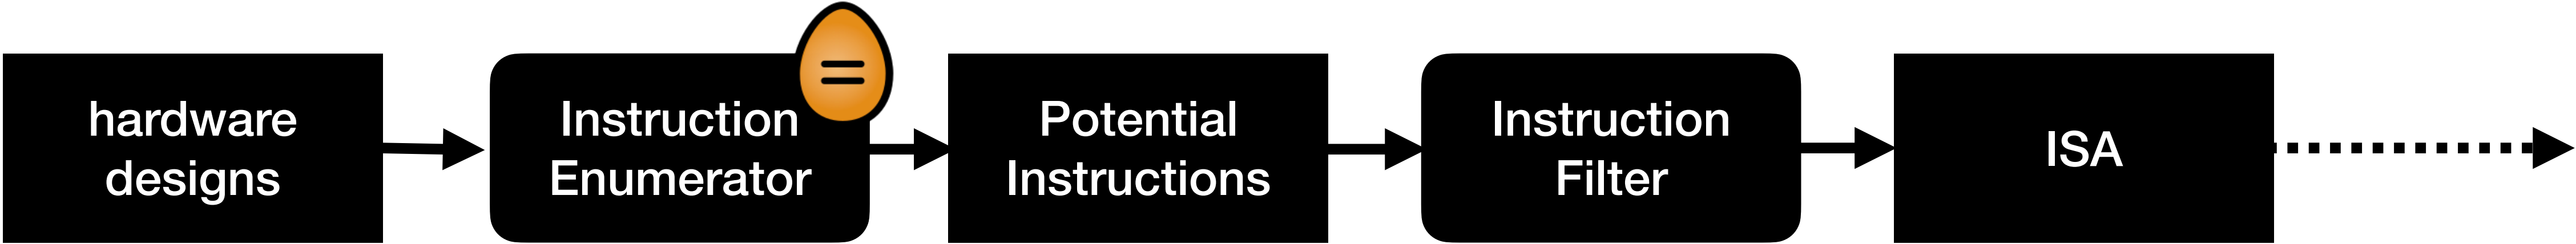 hardware
designs
Instruction
Enumerator
=
Potential
Instructions
Instruction
Filter
ISA